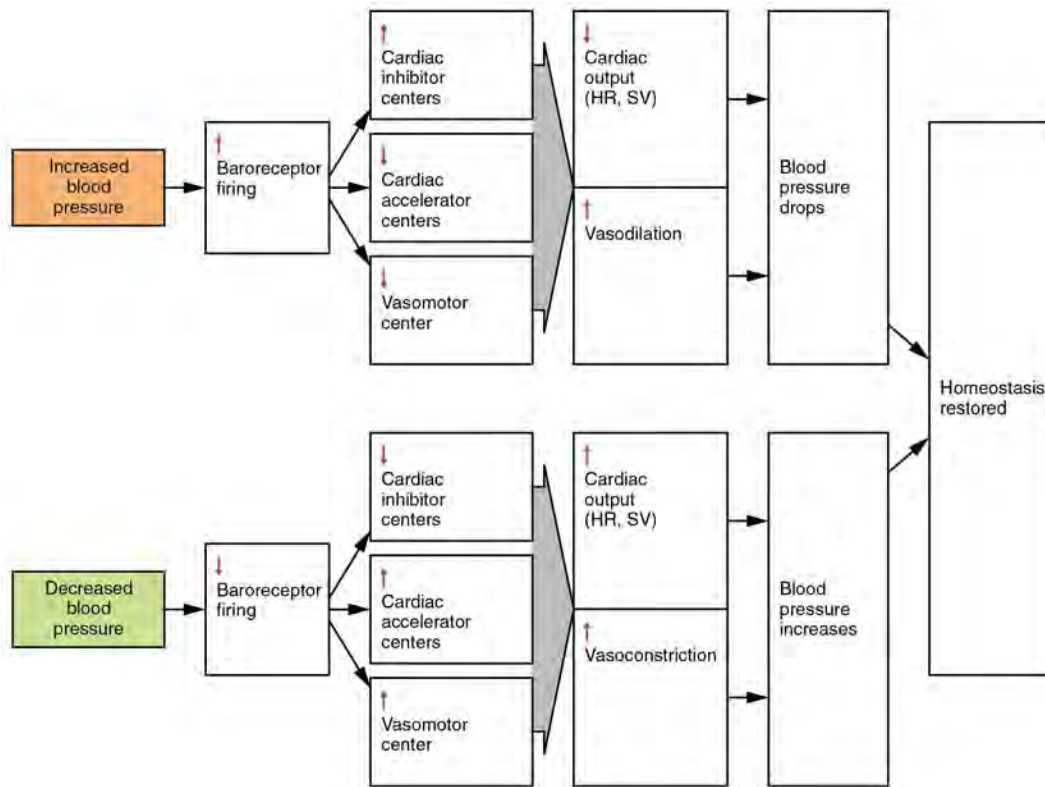 Increased
blood
pressure
↑
Baroreceptor
firing
↑
Cardiac
inhibitor
centers
↓
Cardiac
accelerator
centers
↓
Vasomotor
center
↓
Cardiac
output
(HR, SV)
↑
Vasodilation
Blood
pressure
drops
Homeostasis
restored
Decreased
blood
pressure
↓
Baroreceptor
firing
↓
Cardiac
inhibitor
centers
↑
Cardiac
accelerator
centers
↑
Vasomotor
center
↑
Cardiac
output
(HR, SV)
↑
Vasoconstriction
Blood
pressure
increases